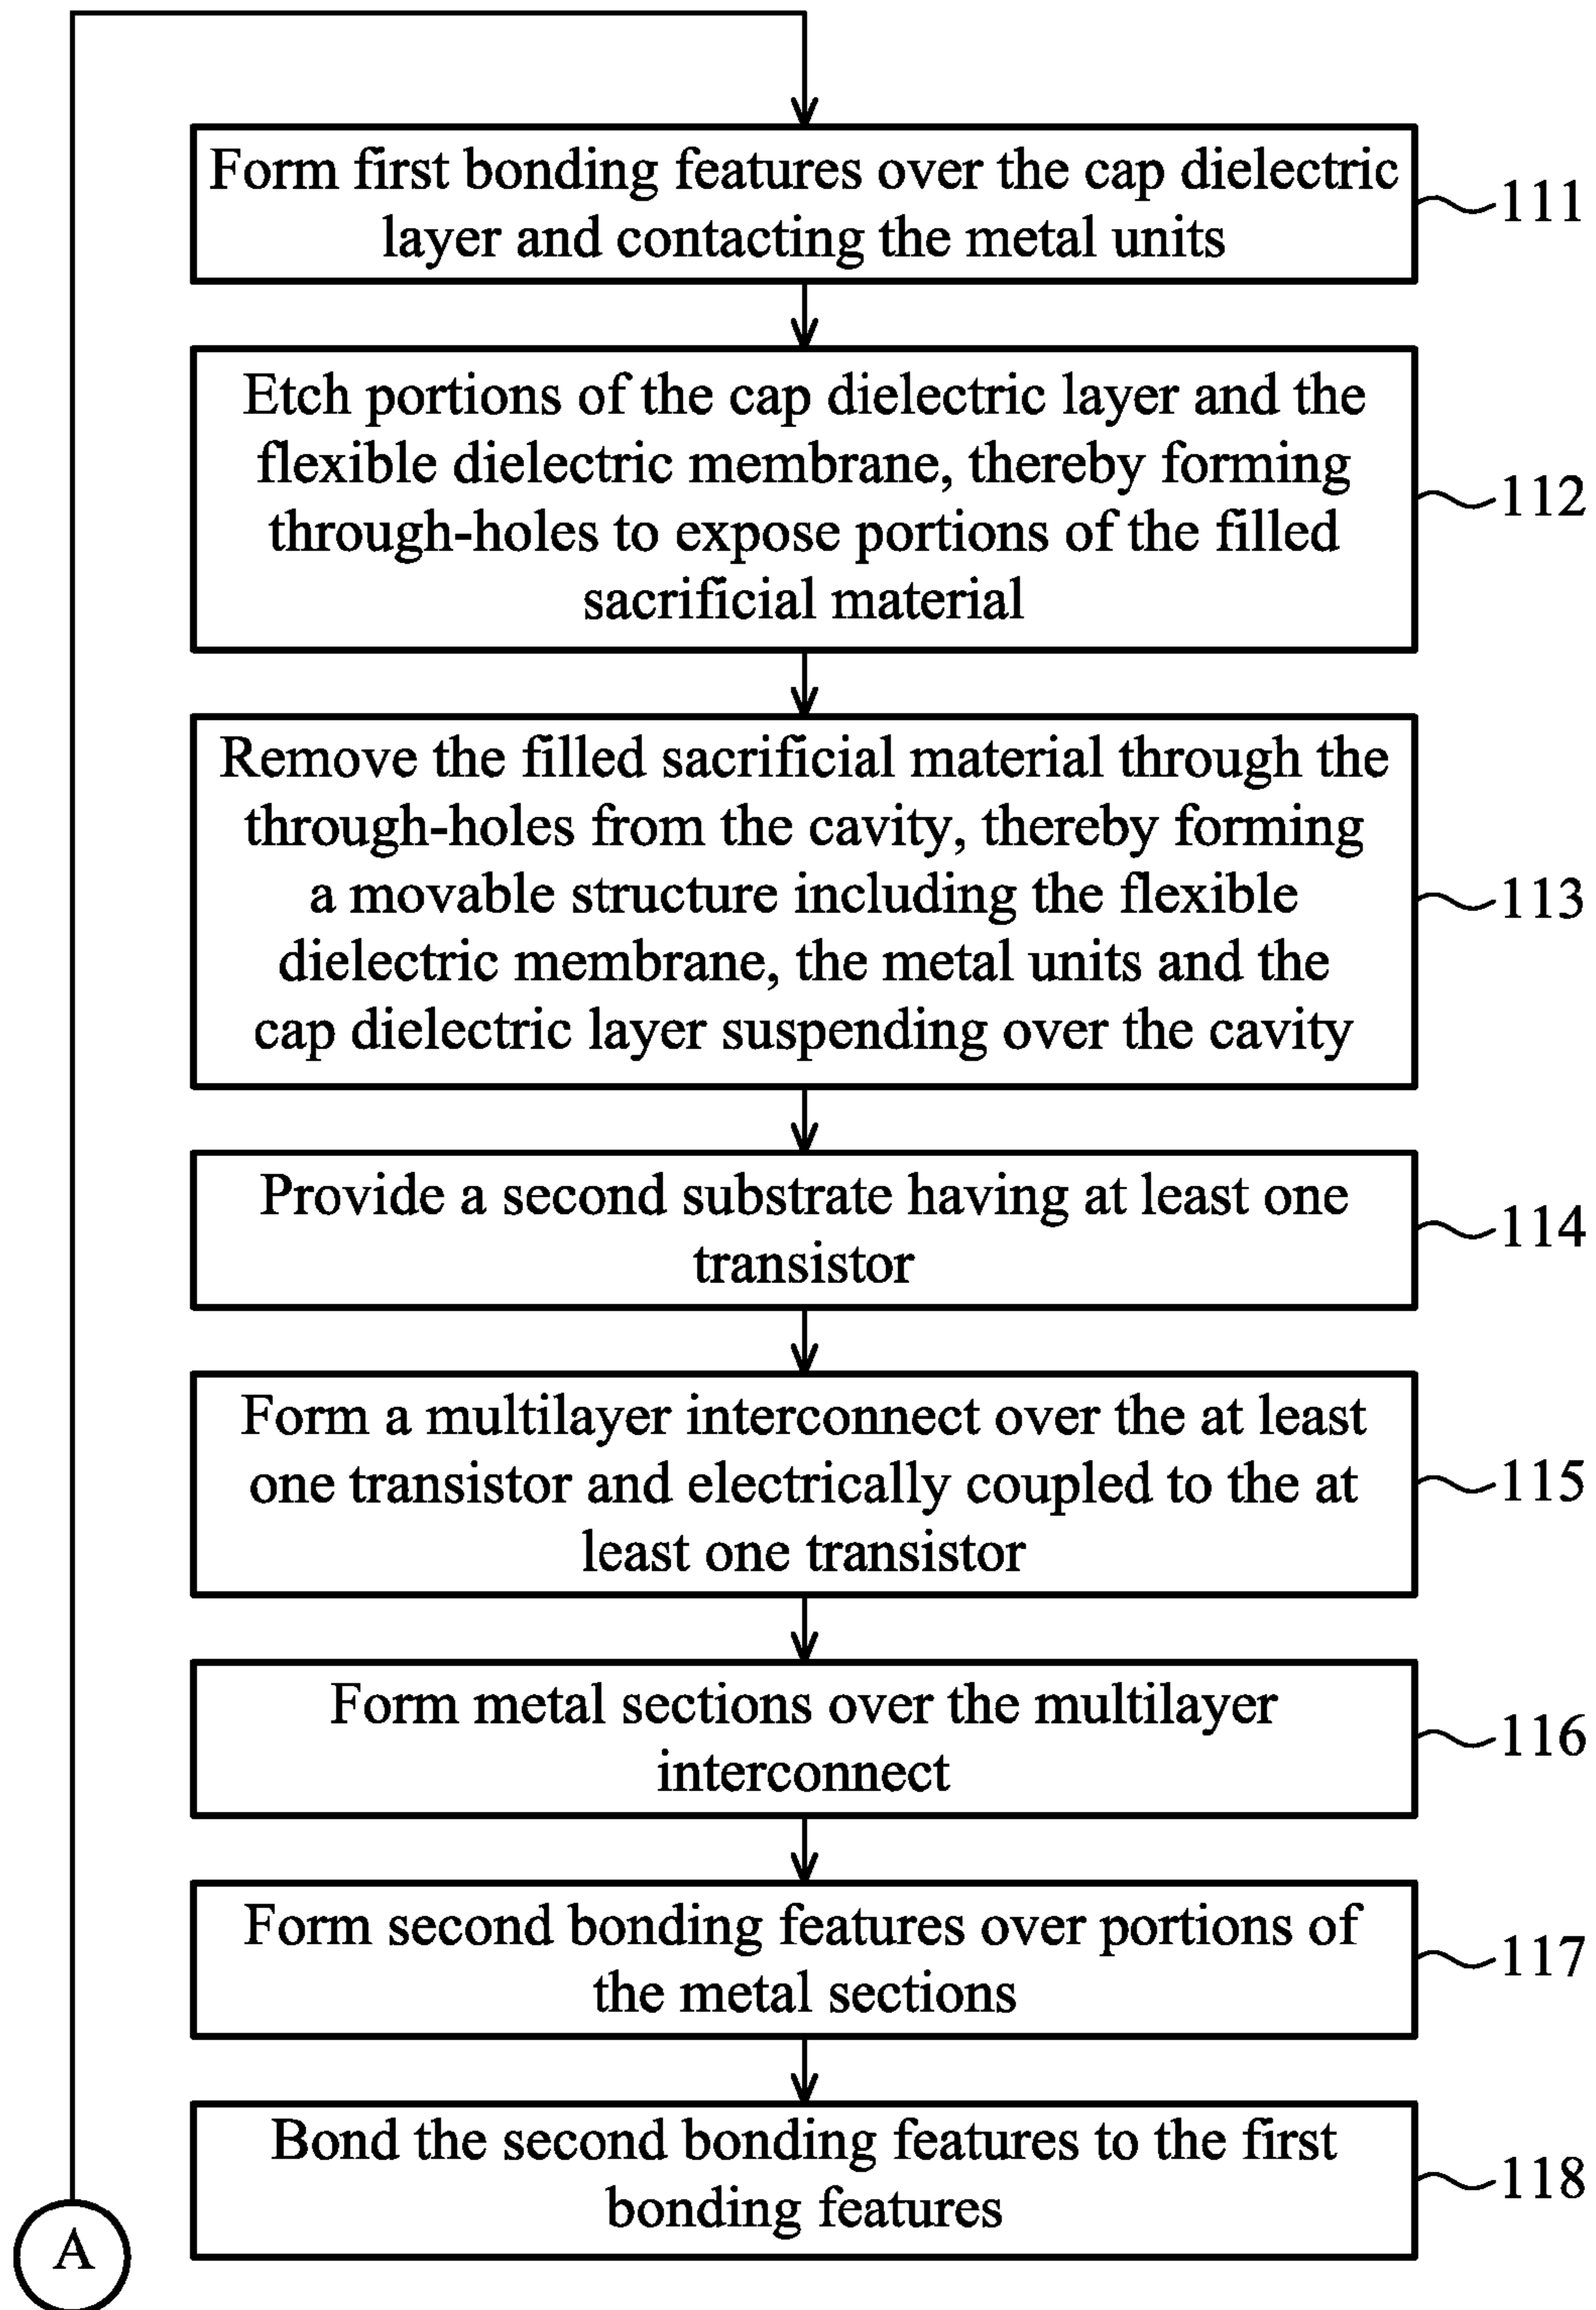 Form first bonding features over the cap dielectric
layer and contacting the metal units
111
Etch portions of the cap dielectric layer and the
flexible dielectric membrane, thereby forming
through-holes to expose portions of the filled
sacrificial material
112
Remove the filled sacrificial material through the
through-holes from the cavity, thereby forming
a movable structure including the flexible
dielectric membrane, the metal units and the
cap dielectric layer suspending over the cavity
113
Provide a second substrate having at least one
transistor
114
Form a multilayer interconnect over the at least
one transistor and electrically coupled to the at
least one transistor
115
Form metal sections over the multilayer
interconnect
116
Form second bonding features over portions of
the metal sections
117
Bond the second bonding features to the first
bonding features
118
A